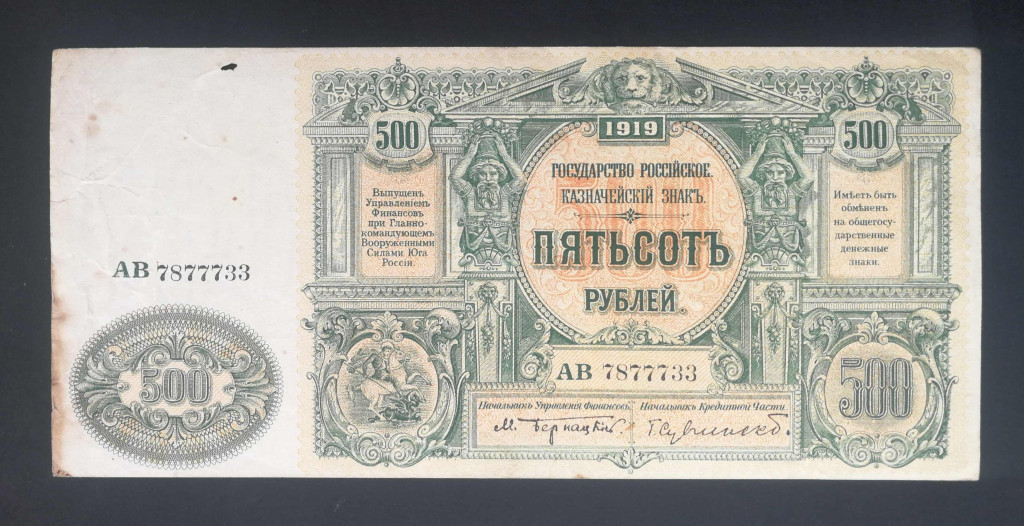 1919
500
500
ГОСУДАРСТВО РОССІЙСКОЕ.
КАЗНАЧЕЙСКІЙ ЗНАКЪ.
ПЯТЬСОТЪ
РУБЛЕЙ.
Выпущенъ
Управленіемъ
Финансовъ
при Главно-
командующемъ
Вооруженными
Силами Юга
Россіи.
Имѣетъ быть
обмѣненъ
на общегосу-
дарственные
денежные
знаки.
АВ 7877733
АВ 7877733
500
500
Начальникъ Управленія Финансовъ,
Начальникъ Кредитной Части
М. Бернацкій.